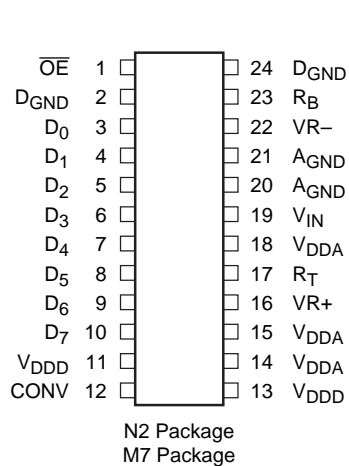 OE 1 24 DGND
DGND 2 23 RB
D0 3 22 VR–
D1 4 21 AGND
D2 5 20 AGND
D3 6 19 VIN
D4 7 18 VDDA
D5 8 17 RT
D6 9 16 VR+
D7 10 15 VDDA
VDDD 11 14 VDDA
CONV 12 13 VDDD
N2 Package
M7 Package